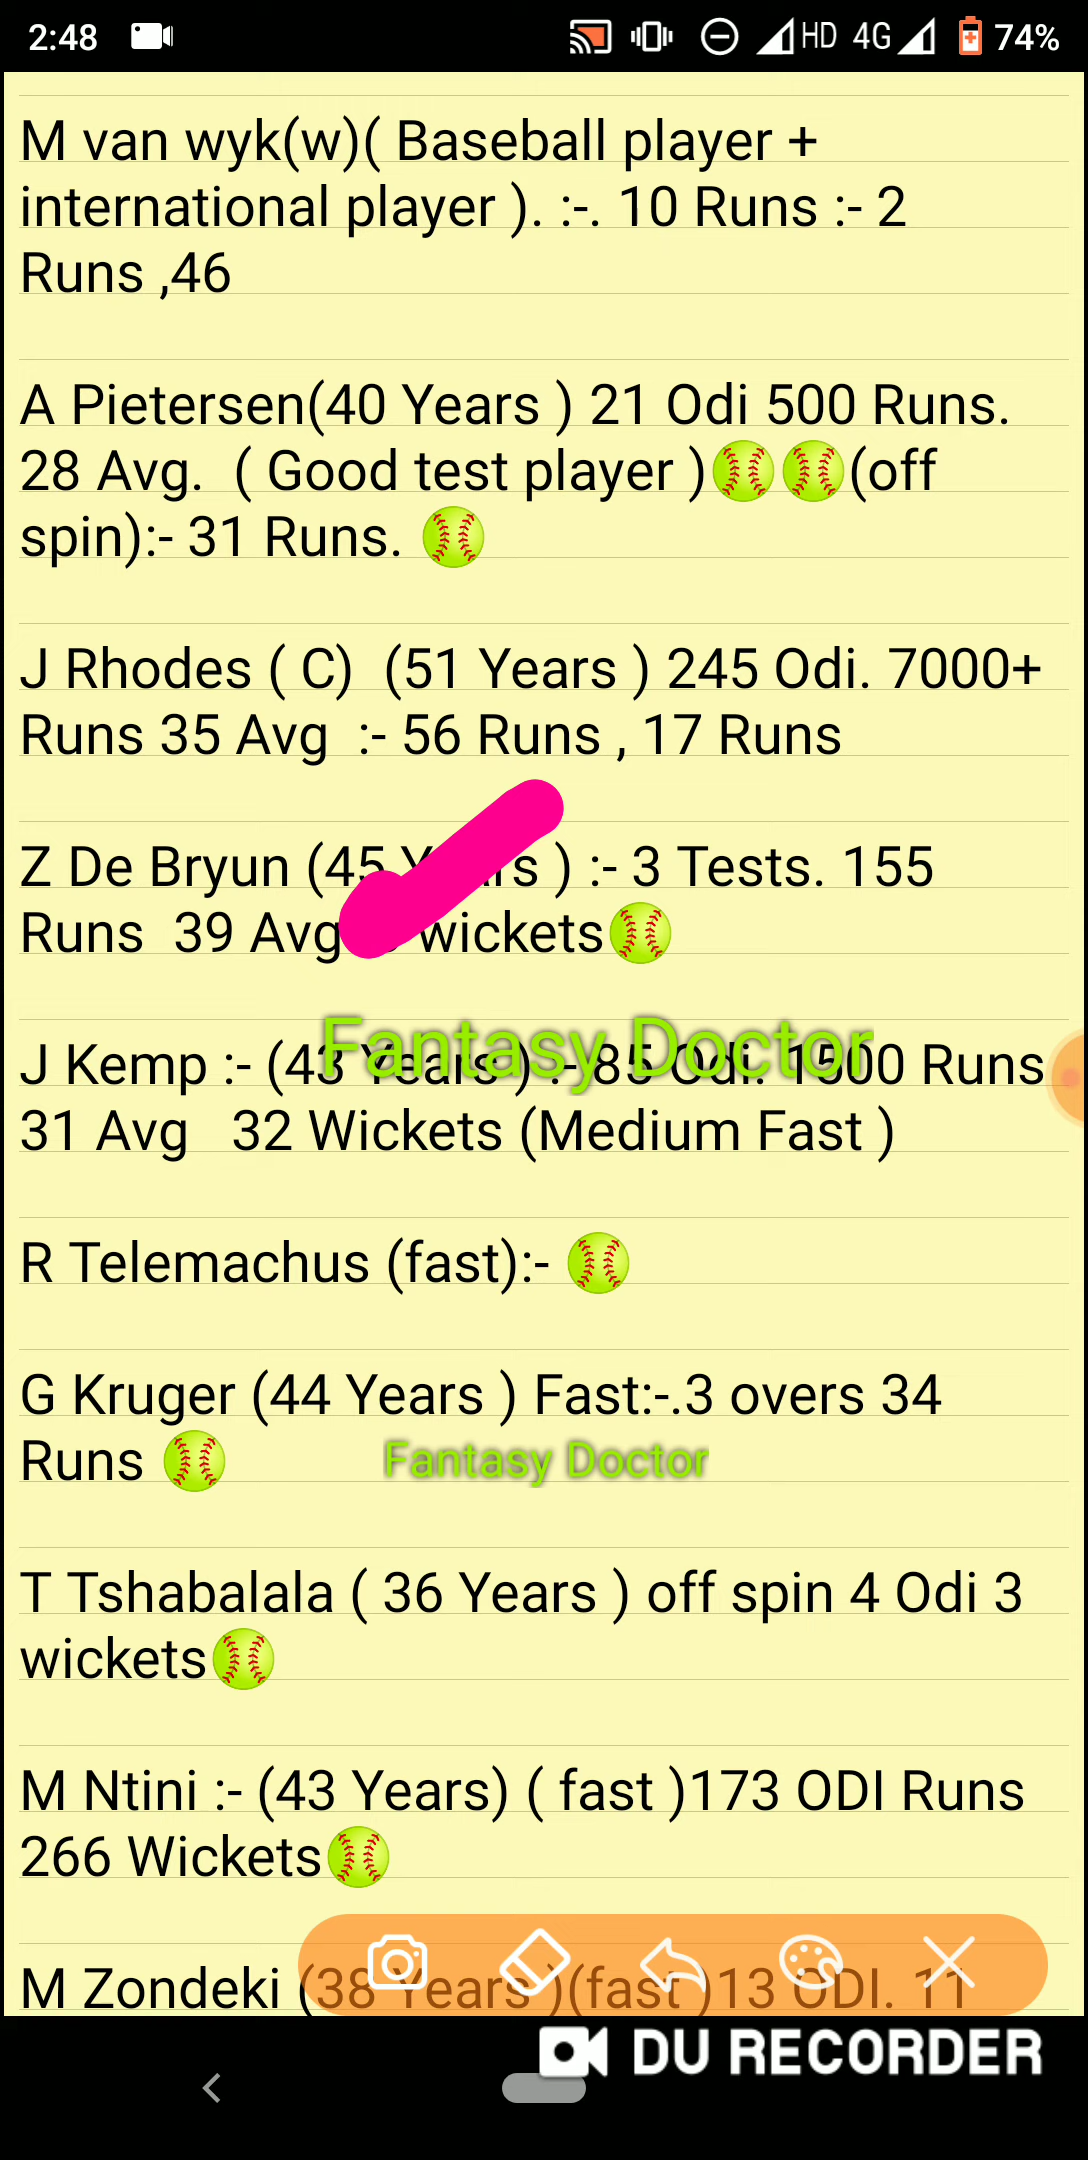 2:48 HD 4G 74%
M van wyk(w)( Baseball player +
international player ). :-. 10 Runs :- 2
Runs ,46
A Pietersen(40 Years ) 21 Odi 500 Runs.
28 Avg. ( Good test player )🥎🥎(off
spin):- 31 Runs. 🥎
J Rhodes ( C) (51 Years ) 245 Odi. 7000+
Runs 35 Avg :- 56 Runs , 17 Runs
Z De Bryun (45 Years ) :- 3 Tests. 155
Runs 39 Avg wickets🥎
Fantasy Doctor
J Kemp :- (43 Years ) :- 85 Odi. 1500 Runs
31 Avg 32 Wickets (Medium Fast )
R Telemachus (fast):- 🥎
G Kruger (44 Years ) Fast:-.3 overs 34
Runs 🥎
Fantasy Doctor
T Tshabalala ( 36 Years ) off spin 4 Odi 3
wickets🥎
M Ntini :- (43 Years) ( fast )173 ODI Runs
266 Wickets🥎
M Zondeki (38 Years )(fast )13 ODI. 11
DU RECORDER